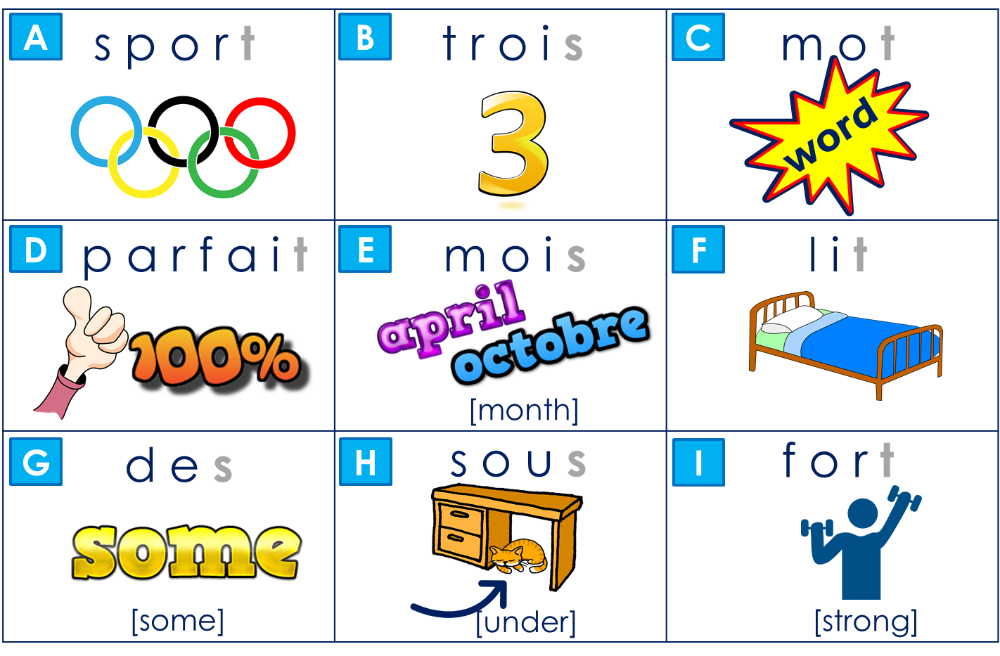 A
sport
B
trois
3
C
mot
word
D
parfait
100%
E
mois
april
octobre
[month]
F
lit
G
des
some
[some]
H
sous
[under]
I
fort
[strong]